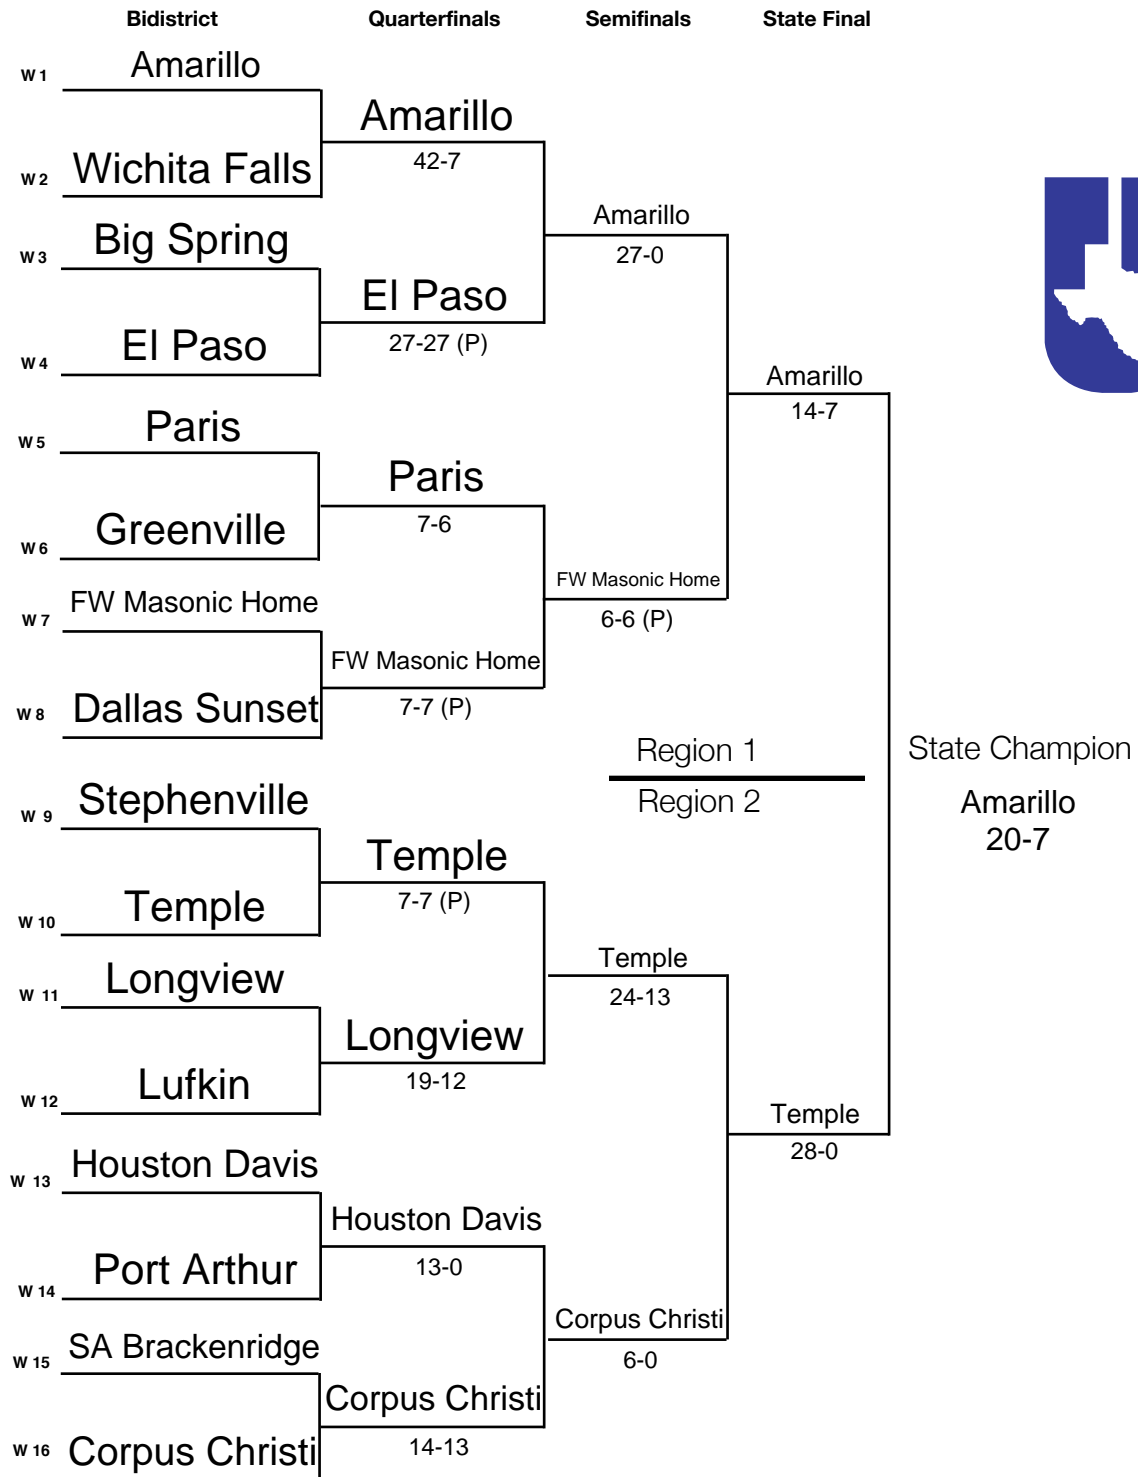 Bidistrict Quarterfinals Semifinals State Final
W 1 Amarillo
Amarillo
42-7
W 2 Wichita Falls
Amarillo
27-0
W 3 Big Spring
El Paso
27-27 (P)
W 4 El Paso
Amarillo
14-7
W 5 Paris
Paris
7-6
W 6 Greenville
FW Masonic Home
6-6 (P)
W 7 FW Masonic Home
FW Masonic Home
7-7 (P)
W 8 Dallas Sunset
Region 1
Region 2
State Champion
Amarillo
20-7
W 9 Stephenville
Temple
7-7 (P)
W 10 Temple
Temple
24-13
W 11 Longview
Longview
19-12
W 12 Lufkin
Temple
28-0
W 13 Houston Davis
Houston Davis
13-0
W 14 Port Arthur
Corpus Christi
6-0
W 15 SA Brackenridge
Corpus Christi
14-13
W 16 Corpus Christi